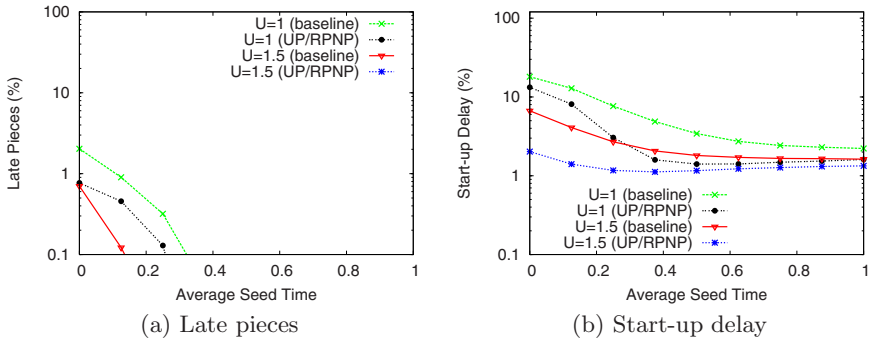 100
10
1
0.1
Late Pieces (%)
U=1 (baseline)
U=1 (UP/RPNP)
U=1.5 (baseline)
U=1.5 (UP/RPNP)
0 0.2 0.4 0.6 0.8 1
Average Seed Time
(a) Late pieces
100
10
1
0.1
Start-up Delay (%)
U=1 (baseline)
U=1 (UP/RPNP)
U=1.5 (baseline)
U=1.5 (UP/RPNP)
0 0.2 0.4 0.6 0.8 1
Average Seed Time
(b) Start-up delay